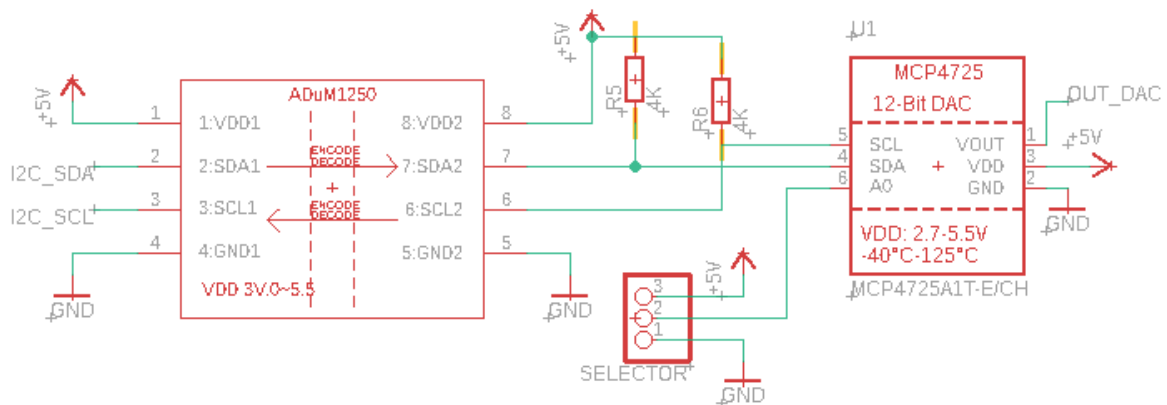 +5V
I2C_SDA
I2C_SCL
GND
1
2
3
4
ADuM1250
1:VDD1
2:SDA1
3:SCL1
4:GND1
8:VDD2
7:SDA2
6:SCL2
5:GND2
ENCODE
DECODE
ENCODE
DECODE
VDD 3V.0~5.5
8
7
6
5
GND
+5V
R5
4K
R6
4K
+5V
3
2
1
SELECTOR
GND
U1
MCP4725
12-Bit DAC
5
4
6
SCL
SDA
A0
VOUT
VDD
GND
1
3
2
VDD: 2.7-5.5V
-40°C-125°C
MCP4725A1T-E/CH
OUT_DAC
+5V
GND